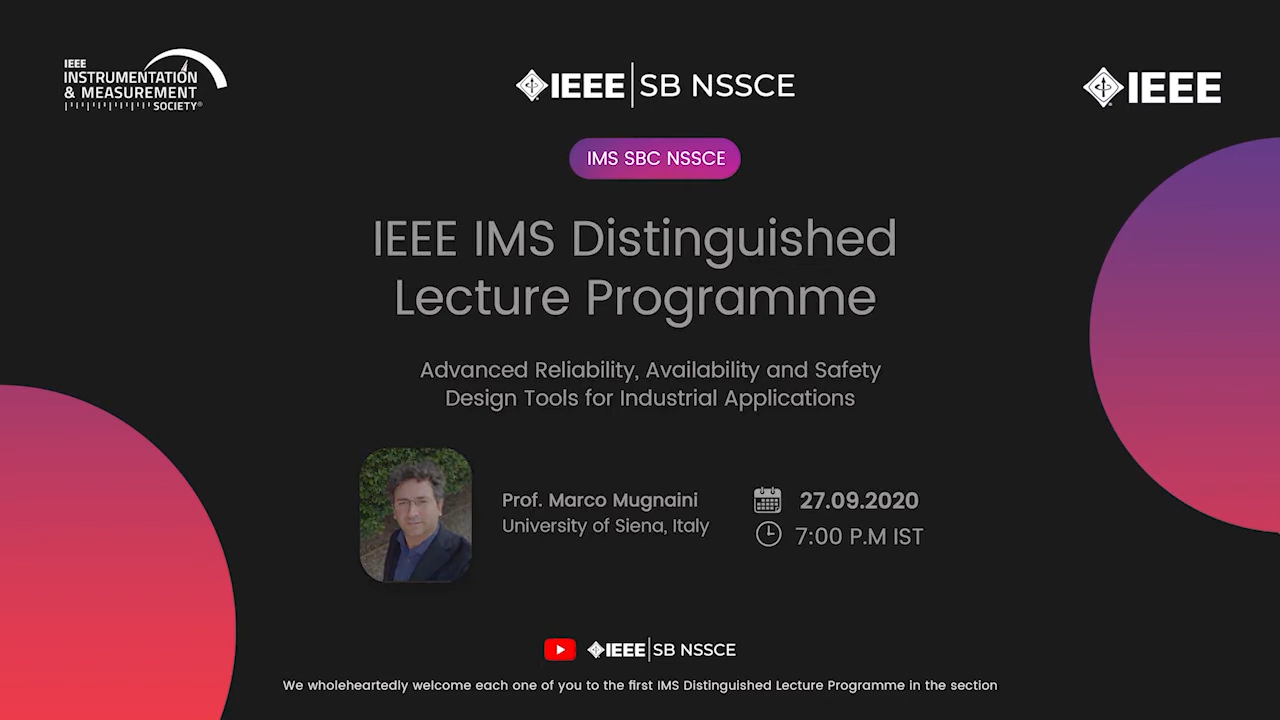 IEEE
INSTRUMENTATION
& MEASUREMENT
SOCIETY®
IEEE SB NSSCE
IEEE
IMS SBC NSSCE
IEEE IMS Distinguished
Lecture Programme
Advanced Reliability, Availability and Safety
Design Tools for Industrial Applications
Prof. Marco Mugnaini
University of Siena, Italy
27.09.2020
7:00 P.M IST
IEEE SB NSSCE
We wholeheartedly welcome each one of you to the first IMS Distinguished Lecture Programme in the section